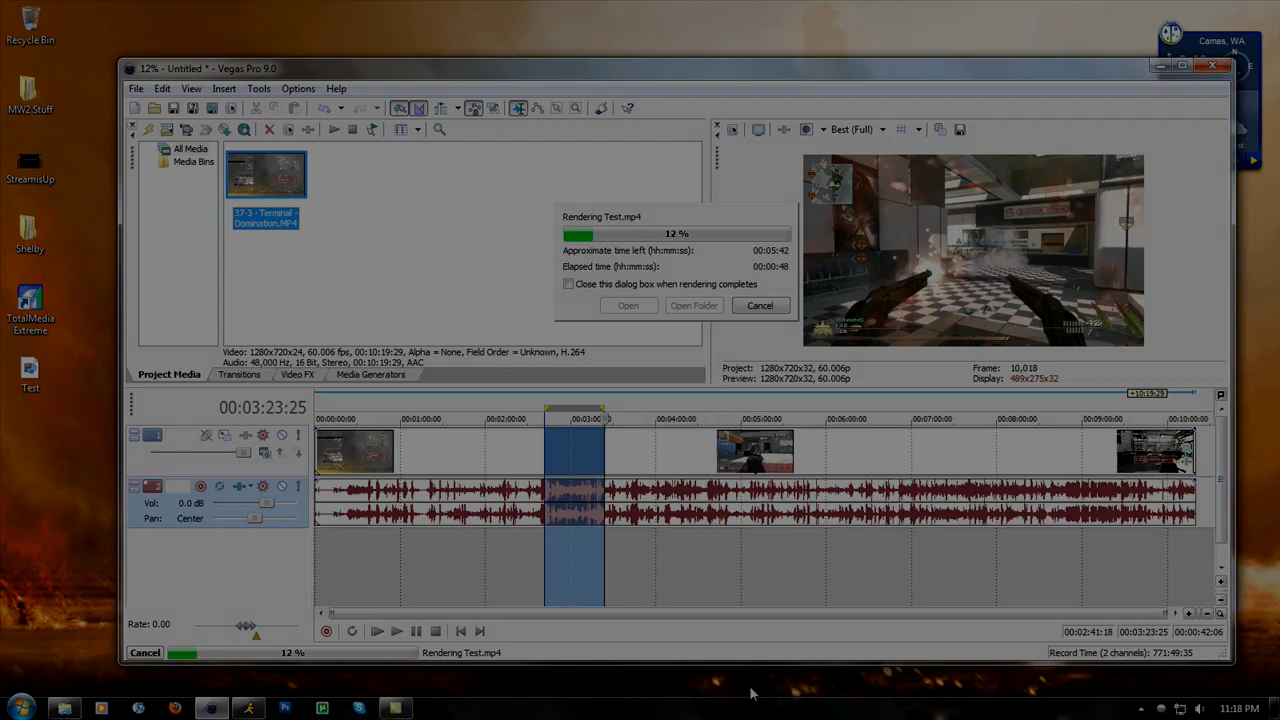 Recycle Bin
MW2 Stuff
StreamisUp
Shelby
TotalMedia
Extreme
Test
Camas, WA
N
E
12% - Untitled * - Vegas Pro 9.0
File Edit View Insert Tools Options Help
All Media
Media Bins
37-3 - Terminal -
Domination.MP4
Video: 1280x720x24, 60.006 fps, 00:10:19:29, Alpha = None, Field Order = Unknown, H.264
Audio: 48,000 Hz, 16 Bit, Stereo, 00:10:19:29, AAC
Project Media Transitions Video FX Media Generators
Rendering Test.mp4
12 %
Approximate time left (hh:mm:ss): 00:05:42
Elapsed time (hh:mm:ss): 00:00:48
Close this dialog box when rendering completes
Open Open Folder Cancel
Best (Full)
WINNING
Project: 1280x720x32, 60.006p
Preview: 1280x720x32, 60.006p
Frame: 10,018
Display: 489x275x32
+10:19:29
00:03:23:25
00:00:00:00 00:01:00:00 00:02:00:00 00:03:00 00:04:00:00 00:05:00:00 00:06:00:00 00:07:00:00 00:08:00:00 00:09:00:00 00:10:00:00
1
2
Vol: 0.0 dB
Pan: Center
Rate: 0.00
00:02:41:18 00:03:23:25 00:00:42:06
Cancel 12 % Rendering Test.mp4
Record Time (2 channels): 771:49:35
11:18 PM